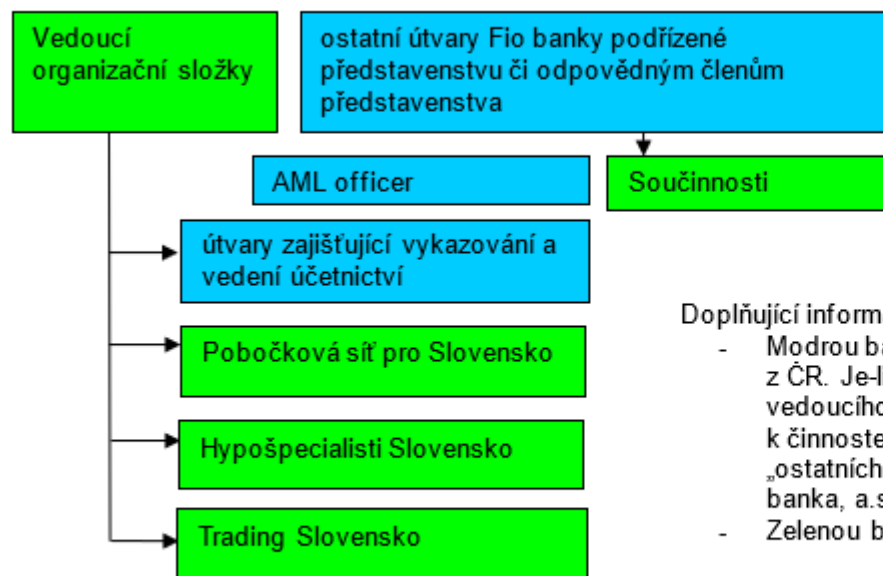 Vedoucí
organizační složky
ostatní útvary Fio banky podřízené
představenstvu či odpovědným členům
představenstva
AML officer
Součinnosti
útvary zajišťující vykazování a
vedení účetnictví
Pobočková síť pro Slovensko
Hypošpecialisti Slovensko
Trading Slovensko
Doplňující inform
- Modrou ba
z ČR. Je-l
vedoucího
k činnoste
„ostatních
banka, a.s
- Zelenou b